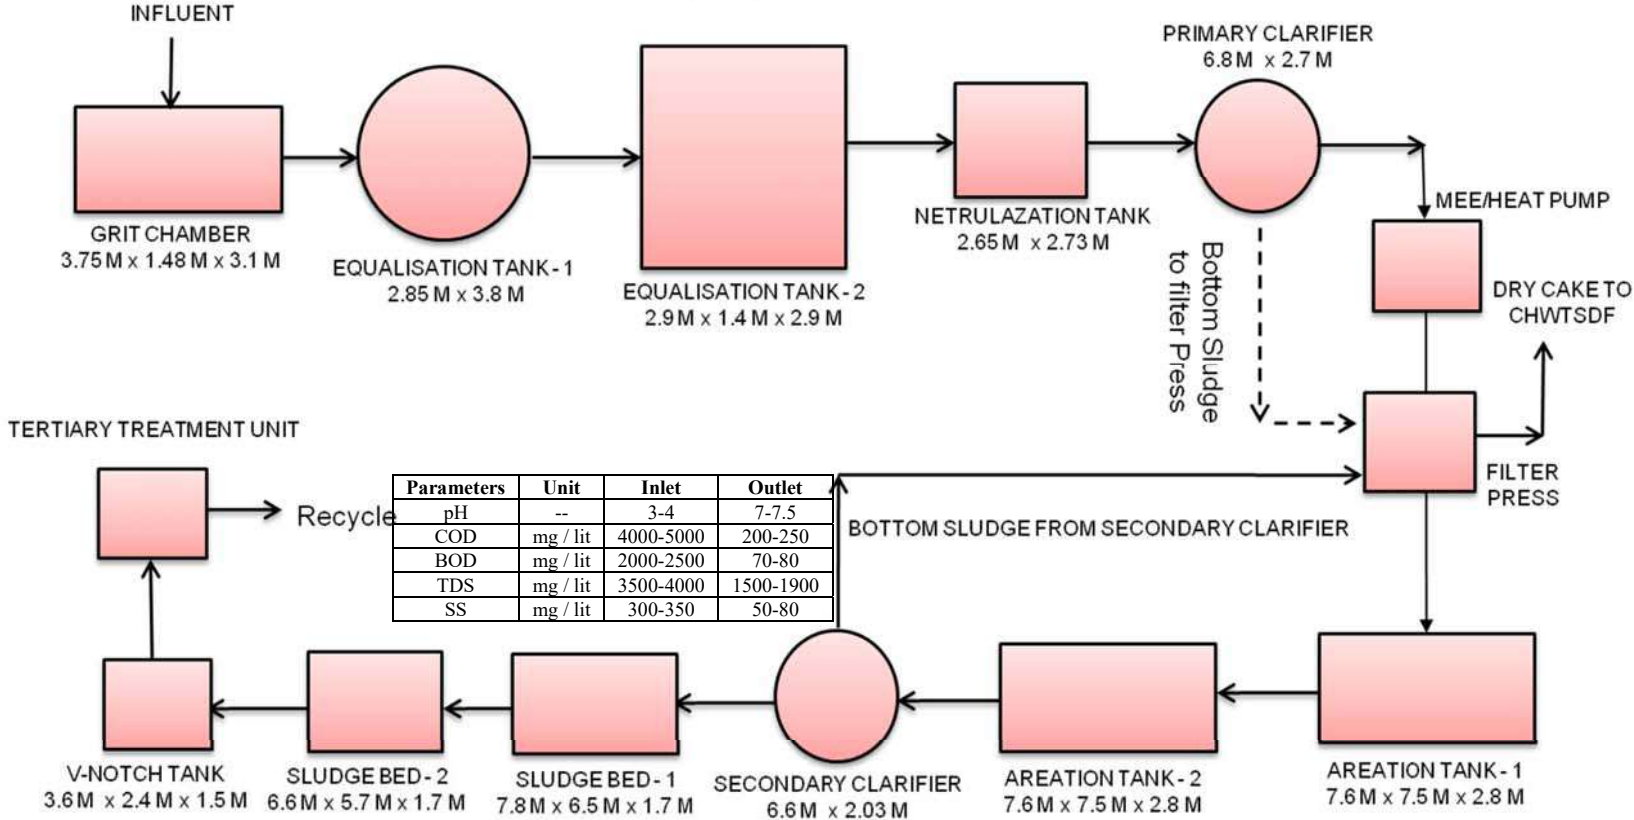 INFLUENT
GRIT CHAMBER
3.75 M x 1.48 M x 3.1 M
EQUALISATION TANK - 1
2.85 M x 3.8 M
EQUALISATION TANK - 2
2.9 M x 1.4 M x 2.9 M
NETRULAZATION TANK
2.65 M x 2.73 M
PRIMARY CLARIFIER
6.8 M x 2.7 M
MEE/HEAT PUMP
Bottom Sludge
to filter Press
DRY CAKE TO
CHWTSDF
FILTER
PRESS
TERTIARY TREATMENT UNIT
Recycle
Parameters Unit Inlet Outlet
pH -- 3-4 7-7.5
COD mg / lit 4000-5000 200-250
BOD mg / lit 2000-2500 70-80
TDS mg / lit 3500-4000 1500-1900
SS mg / lit 300-350 50-80
BOTTOM SLUDGE FROM SECONDARY CLARIFIER
V-NOTCH TANK
3.6 M x 2.4 M x 1.5 M
SLUDGE BED - 2
6.6 M x 5.7 M x 1.7 M
SLUDGE BED - 1
7.8 M x 6.5 M x 1.7 M
SECONDARY CLARIFIER
6.6 M x 2.03 M
AREATION TANK - 2
7.6 M x 7.5 M x 2.8 M
AREATION TANK - 1
7.6 M x 7.5 M x 2.8 M